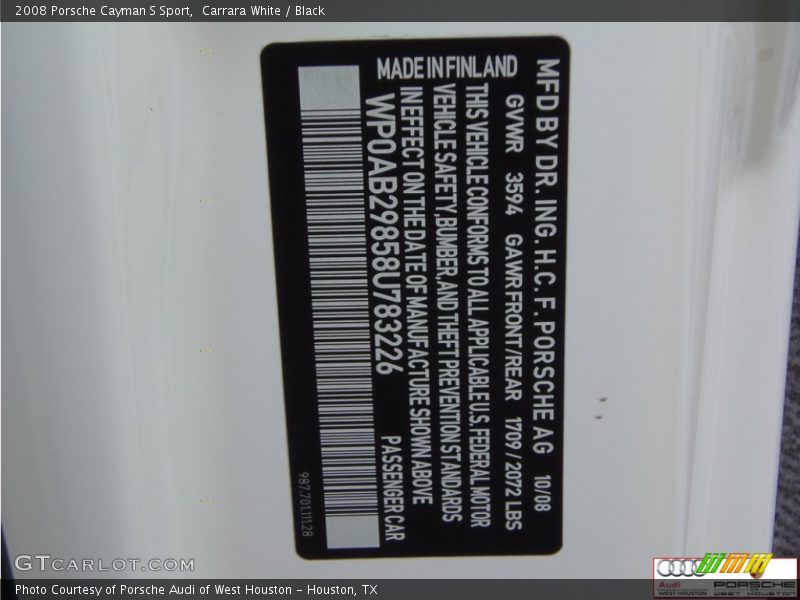 2008 Porsche Cayman S Sport, Carrara White / Black
MFD BY DR. ING. H.C. F. PORSCHE AG 10/08
GVWR 3594 GAWR FRONT/REAR 1709 / 2072 LBS
THIS VEHICLE CONFORMS TO ALL APPLICABLE U.S. FEDERAL MOTOR
VEHICLE SAFETY, BUMPER, AND THEFT PREVENTION STANDARDS
IN EFFECT ON THE DATE OF MANUFACTURE SHOWN ABOVE
MADE IN FINLAND
WP0AB29858U783226 PASSENGER CAR
987.701.111.28
GTCARLOT.COM
Audi PORSCHE
WEST HOUSTON WEST HOUSTON
Photo Courtesy of Porsche Audi of West Houston - Houston, TX